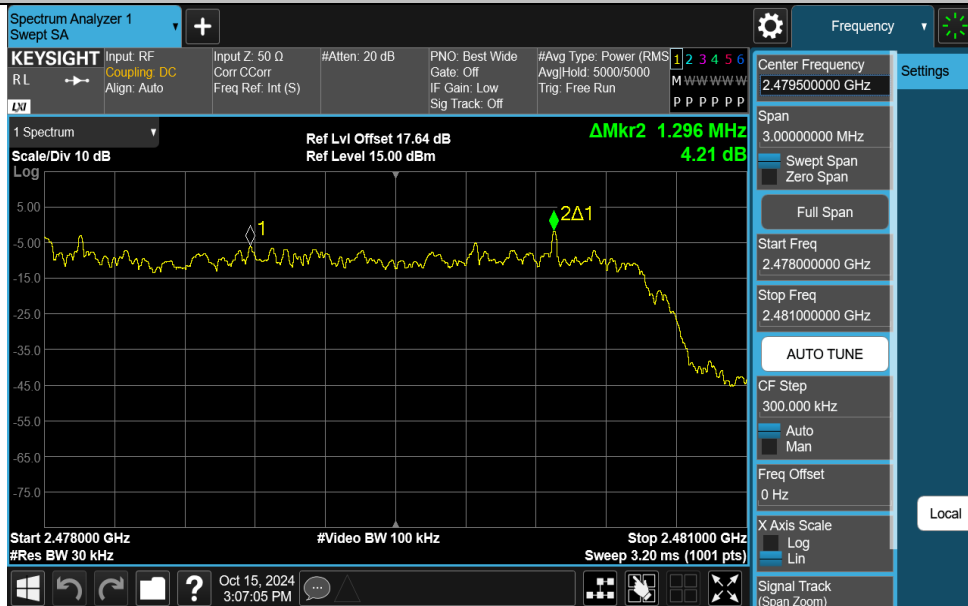 Spectrum Analyzer 1
Swept SA
+
Frequency
KEYSIGHT
RL
LXI
Input: RF
Coupling: DC
Align: Auto
Input Z: 50 Ω
Corr CCorr
Freq Ref: Int (S)
#Atten: 20 dB
PNO: Best Wide
Gate: Off
IF Gain: Low
Sig Track: Off
#Avg Type: Power (RMS
Avg|Hold: 5000/5000
Trig: Free Run
1 2 3 4 5 6
M W W W W W
P P P P P P
1 Spectrum
Scale/Div 10 dB
Log
Ref Lvl Offset 17.64 dB
Ref Level 15.00 dBm
ΔMkr2 1.296 MHz
4.21 dB
5.00
-5.00
-15.0
-25.0
-35.0
-45.0
-55.0
-65.0
-75.0
1
2Δ1
Start 2.478000 GHz
#Res BW 30 kHz
#Video BW 100 kHz
Stop 2.481000 GHz
Sweep 3.20 ms (1001 pts)
Center Frequency
2.479500000 GHz
Span
3.00000000 MHz
Swept Span
Zero Span
Full Span
Start Freq
2.478000000 GHz
Stop Freq
2.481000000 GHz
AUTO TUNE
CF Step
300.000 kHz
Auto
Man
Freq Offset
0 Hz
X Axis Scale
Log
Lin
Signal Track
(Span Zoom)
Settings
Local
?
Oct 15, 2024
3:07:05 PM